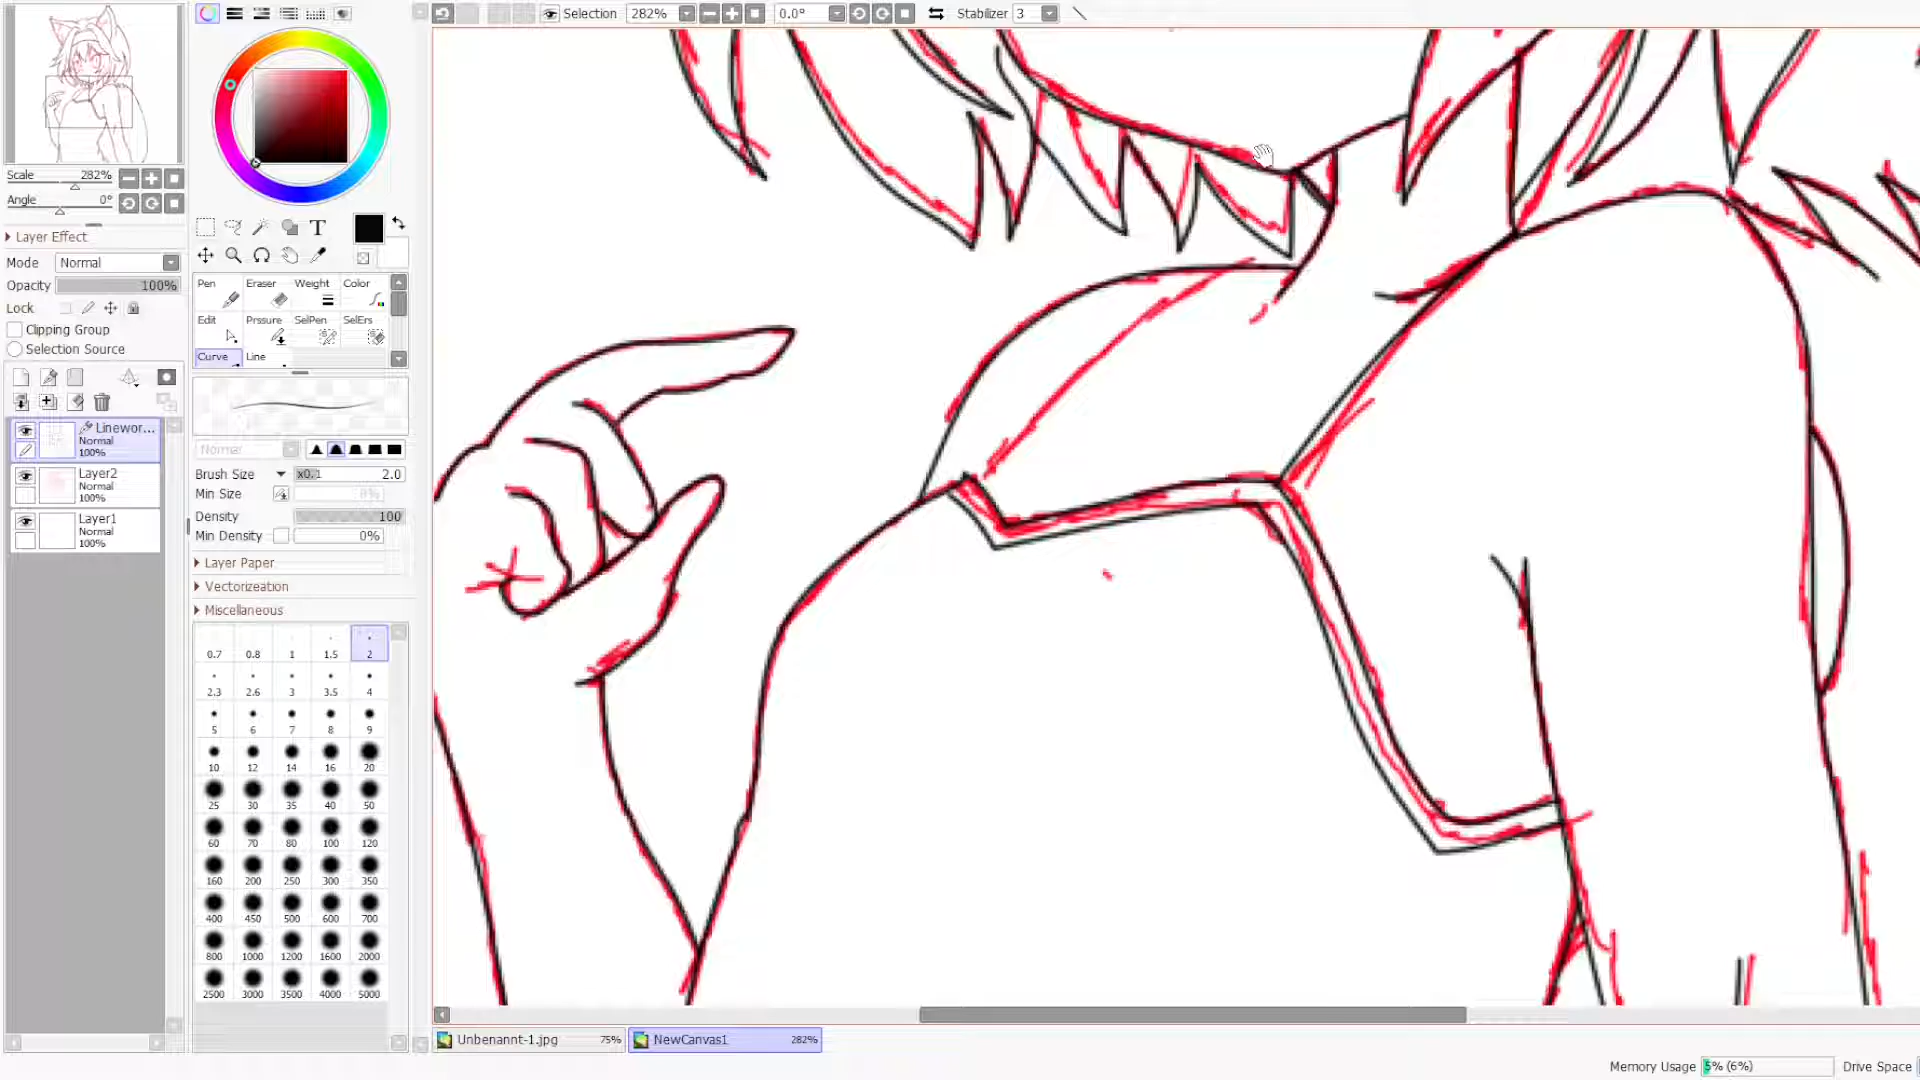 Selection 282% 0.0° Stabilizer 3
Scale 282%
Angle 0°
Layer Effect
Mode Normal
Opacity 100%
Lock
Clipping Group
Selection Source
Linewor...
Normal
100%
Layer2
Normal
100%
Layer1
Normal
100%
T
Pen Eraser Weight Color
Edit Prssure SelPen SelErs
Curve Line
Normal
Brush Size x0.1 2.0
Min Size 0%
Density 100
Min Density 0%
Layer Paper
Vectorizeation
Miscellaneous
0.7 0.8 1 1.5 2
2.3 2.6 3 3.5 4
5 6 7 8 9
10 12 14 16 20
25 30 35 40 50
60 70 80 100 120
160 200 250 300 350
400 450 500 600 700
800 1000 1200 1600 2000
2500 3000 3500 4000 5000
Unbenannt-1.jpg 75% NewCanvas1 282%
Memory Usage 5% (6%) Drive Space